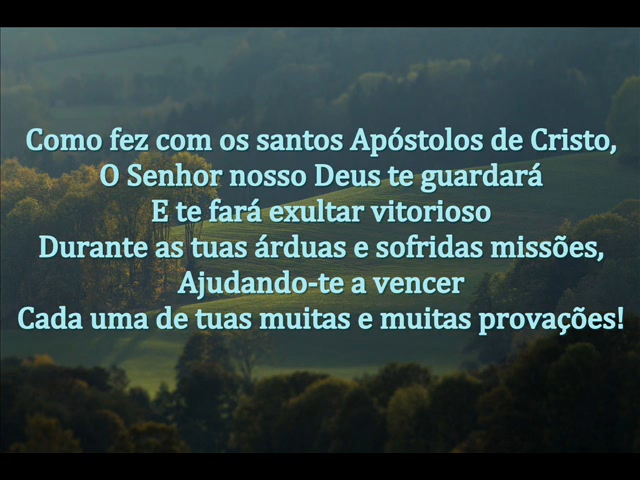 Como fez com os santos Apóstolos de Cristo,
O Senhor nosso Deus te guardará
E te fará exultar vitorioso
Durante as tuas árduas e sofridas missões,
Ajudando-te a vencer
Cada uma de tuas muitas e muitas provações!